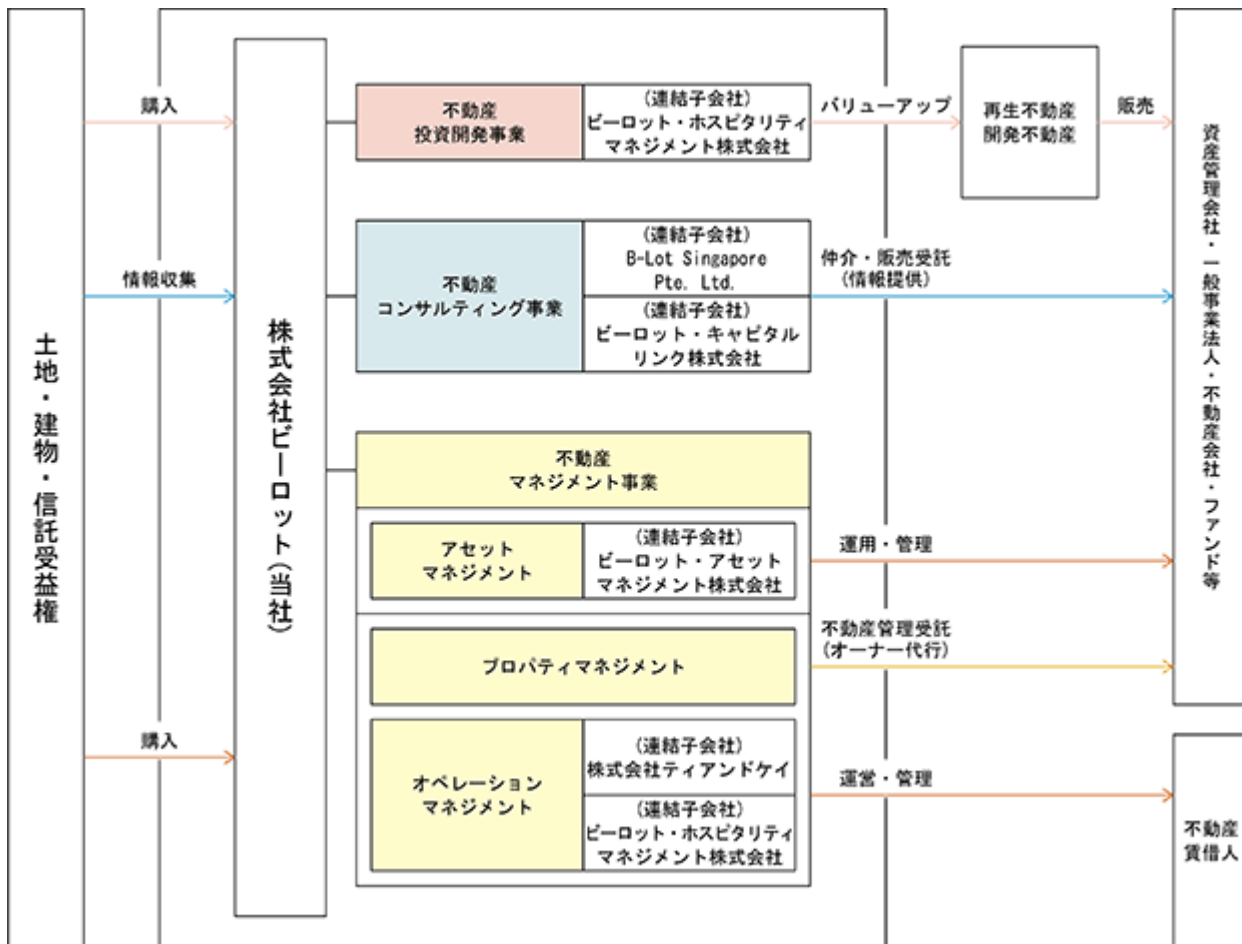 土地・建物・信託受益権
購入
情報収集
購入
株式会社ビーロット(当社)
不動産
投資開発事業
(連結子会社)
ビーロット・ホスピタリティ
マネジメント株式会社
バリューアップ
再生不動産
開発不動産
販売
不動産
コンサルティング事業
(連結子会社)
B-Lot Singapore
Pte. Ltd.
(連結子会社)
ビーロット・キャピタル
リンク株式会社
仲介・販売受託
(情報提供)
不動産
マネジメント事業
アセット
マネジメント
(連結子会社)
ビーロット・アセット
マネジメント株式会社
運用・管理
プロパティマネジメント
不動産管理受託
(オーナー代行)
オペレーション
マネジメント
(連結子会社)
株式会社ティアンドケイ
(連結子会社)
ビーロット・ホスピタリティ
マネジメント株式会社
運営・管理
資産管理会社・一般事業法人・不動産会社・ファンド等
不動産
賃借人